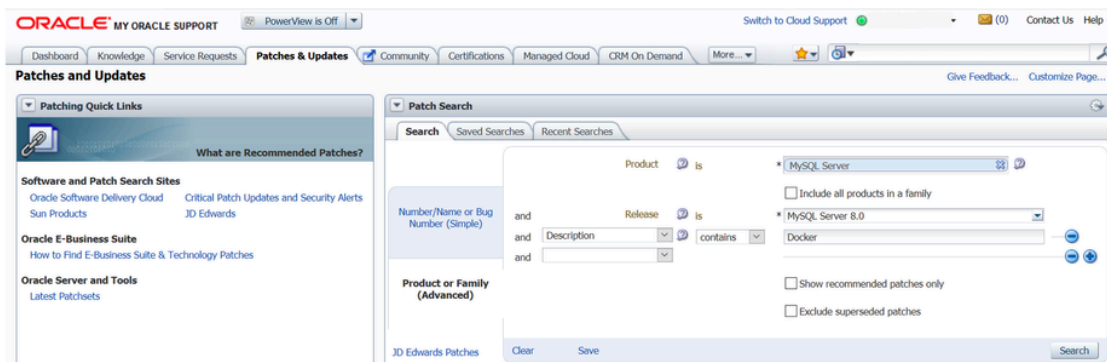 ORACLE MY ORACLE SUPPORT PowerView is Off Switch to Cloud Support (0) Contact Us Help
Dashboard Knowledge Service Requests Patches & Updates Community Certifications Managed Cloud CRM On Demand More...
Patches and Updates Give Feedback... Customize Page...
Patching Quick Links
What are Recommended Patches?
Software and Patch Search Sites
Oracle Software Delivery Cloud Critical Patch Updates and Security Alerts
Sun Products JD Edwards
Oracle E-Business Suite
How to Find E-Business Suite & Technology Patches
Oracle Server and Tools
Latest Patchsets
Patch Search
Search Saved Searches Recent Searches
Number/Name or Bug
Number (Simple)
Product or Family
(Advanced)
JD Edwards Patches
Product is * MySQL Server
Include all products in a family
and Release is * MySQL Server 8.0
and Description contains Docker
and
Show recommended patches only
Exclude superseded patches
Clear Save Search